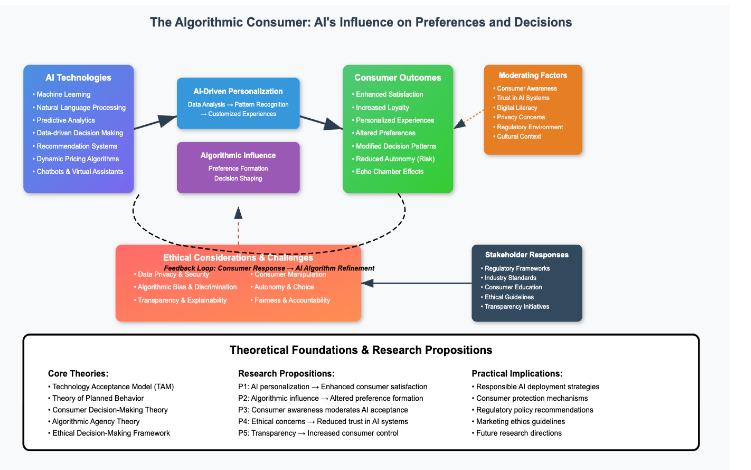 The Algorithmic Consumer: AI's Influence on Preferences and Decisions
AI Technologies
• Machine Learning
• Natural Language Processing
• Predictive Analytics
• Data-driven Decision Making
• Recommendation Systems
• Dynamic Pricing Algorithms
• Chatbots & Virtual Assistants
AI-Driven Personalization
Data Analysis → Pattern Recognition
→ Customized Experiences
Algorithmic Influence
Preference Formation
Decision Shaping
Consumer Outcomes
• Enhanced Satisfaction
• Increased Loyalty
• Personalized Experiences
• Altered Preferences
• Modified Decision Patterns
• Reduced Autonomy (Risk)
• Echo Chamber Effects
Moderating Factors
• Consumer Awareness
• Trust in AI Systems
• Digital Literacy
• Privacy Concerns
• Regulatory Environment
• Cultural Context
Ethical Considerations & Challenges
Feedback Loop: Consumer Response → AI Algorithm Refinement
• Data Privacy & Security
• Algorithmic Bias & Discrimination
• Transparency & Explainability
• Consumer Manipulation
• Autonomy & Choice
• Fairness & Accountability
Stakeholder Responses
• Regulatory Frameworks
• Industry Standards
• Consumer Education
• Ethical Guidelines
• Transparency Initiatives
Theoretical Foundations & Research Propositions
Core Theories:
• Technology Acceptance Model (TAM)
• Theory of Planned Behavior
• Consumer Decision-Making Theory
• Algorithmic Agency Theory
• Ethical Decision-Making Framework
Research Propositions:
P1: AI personalization → Enhanced consumer satisfaction
P2: Algorithmic influence → Altered preference formation
P3: Consumer awareness moderates AI acceptance
P4: Ethical concerns → Reduced trust in AI systems
P5: Transparency → Increased consumer control
Practical Implications:
• Responsible AI deployment strategies
• Consumer protection mechanisms
• Regulatory policy recommendations
• Marketing ethics guidelines
• Future research directions